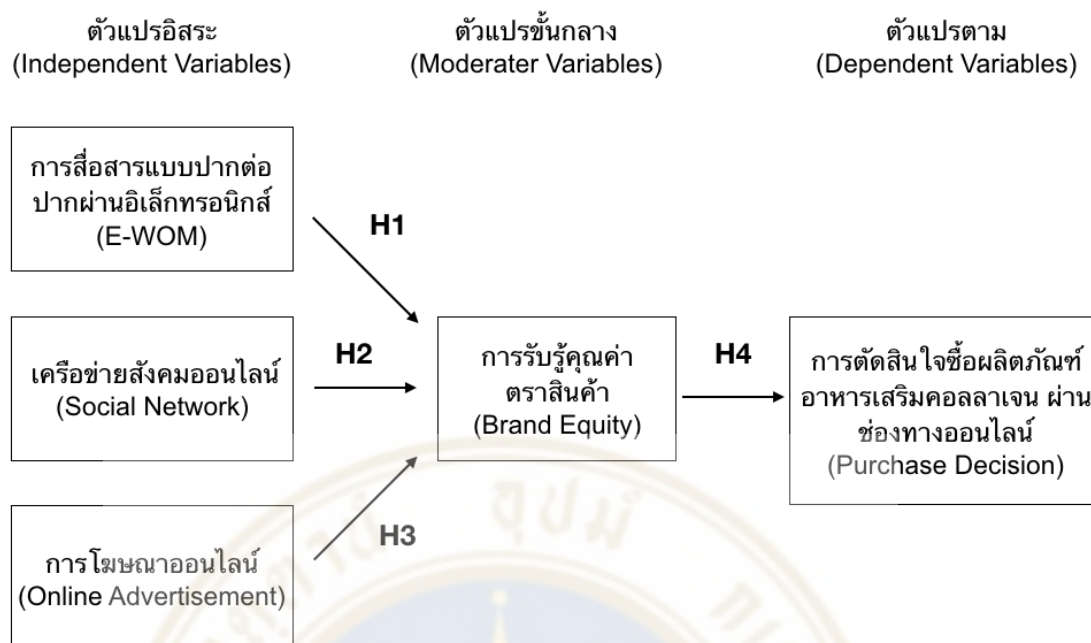 ตัวแปรอิสระ
(Independent Variables)
ตัวแปรขั้นกลาง
(Moderater Variables)
ตัวแปรตาม
(Dependent Variables)
การสื่อสารแบบปากต่อ
ปากผ่านอิเล็กทรอนิกส์
(E-WOM)
H1
เครือข่ายสังคมออนไลน์
(Social Network)
H2
การรับรู้คุณค่า
ตราสินค้า
(Brand Equity)
H4
การตัดสินใจซื้อผลิตภัณฑ์
อาหารเสริมคอลลาเจน ผ่าน
ช่องทางออนไลน์
(Purchase Decision)
การโฆษณาออนไลน์
(Online Advertisement)
H3